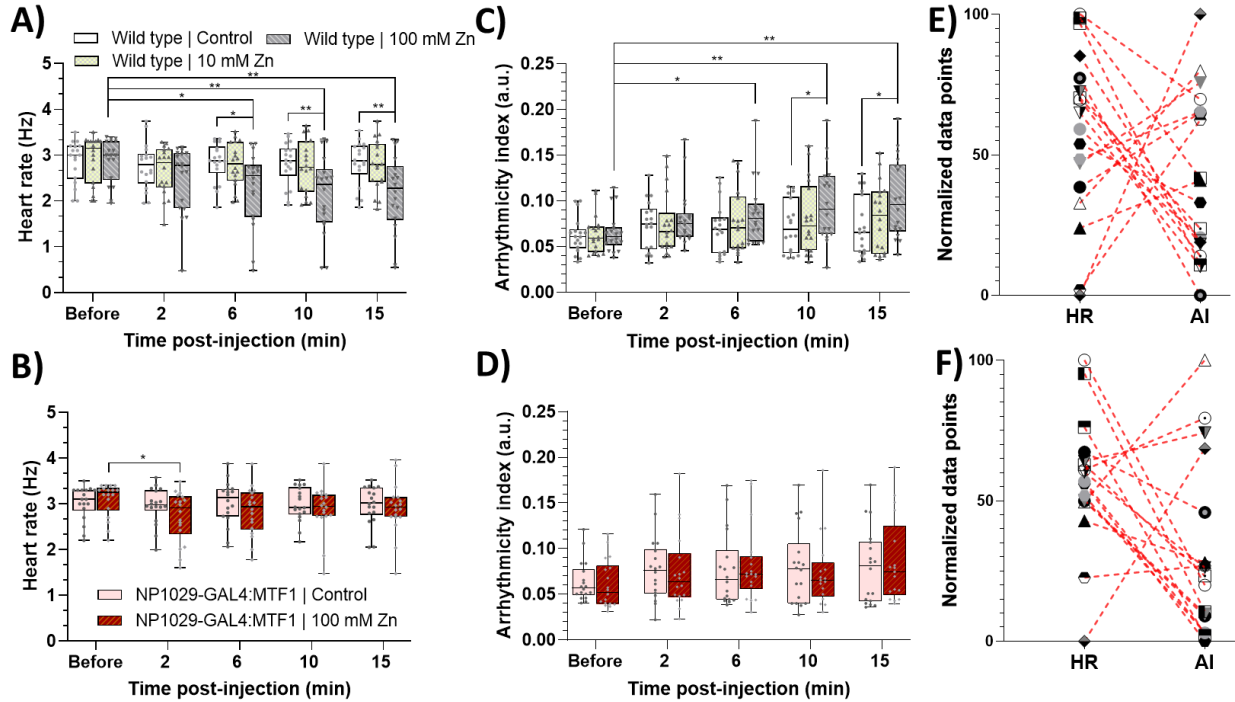 A)
Wild type | Control
Wild type | 100 mM Zn
Wild type | 10 mM Zn
Heart rate (Hz)
5
4
3
2
1
0
**
**
*
*
**
**
Before
2
6
10
15
Time post-injection (min)
B)
Heart rate (Hz)
5
4
3
2
1
0
*
NP1029-GAL4:MTF1 | Control
NP1029-GAL4:MTF1 | 100 mM Zn
Before
2
6
10
15
Time post-injection (min)
C)
Arrhythmicity index (a.u.)
0.25
0.20
0.15
0.10
0.05
0.00
**
**
*
*
*
Before
2
6
10
15
Time post-injection (min)
D)
Arrhythmicity index (a.u.)
0.25
0.20
0.15
0.10
0.05
0.00
Before
2
6
10
15
Time post-injection (min)
E)
Normalized data points
100
50
0
HR
AI
F)
Normalized data points
100
50
0
HR
AI